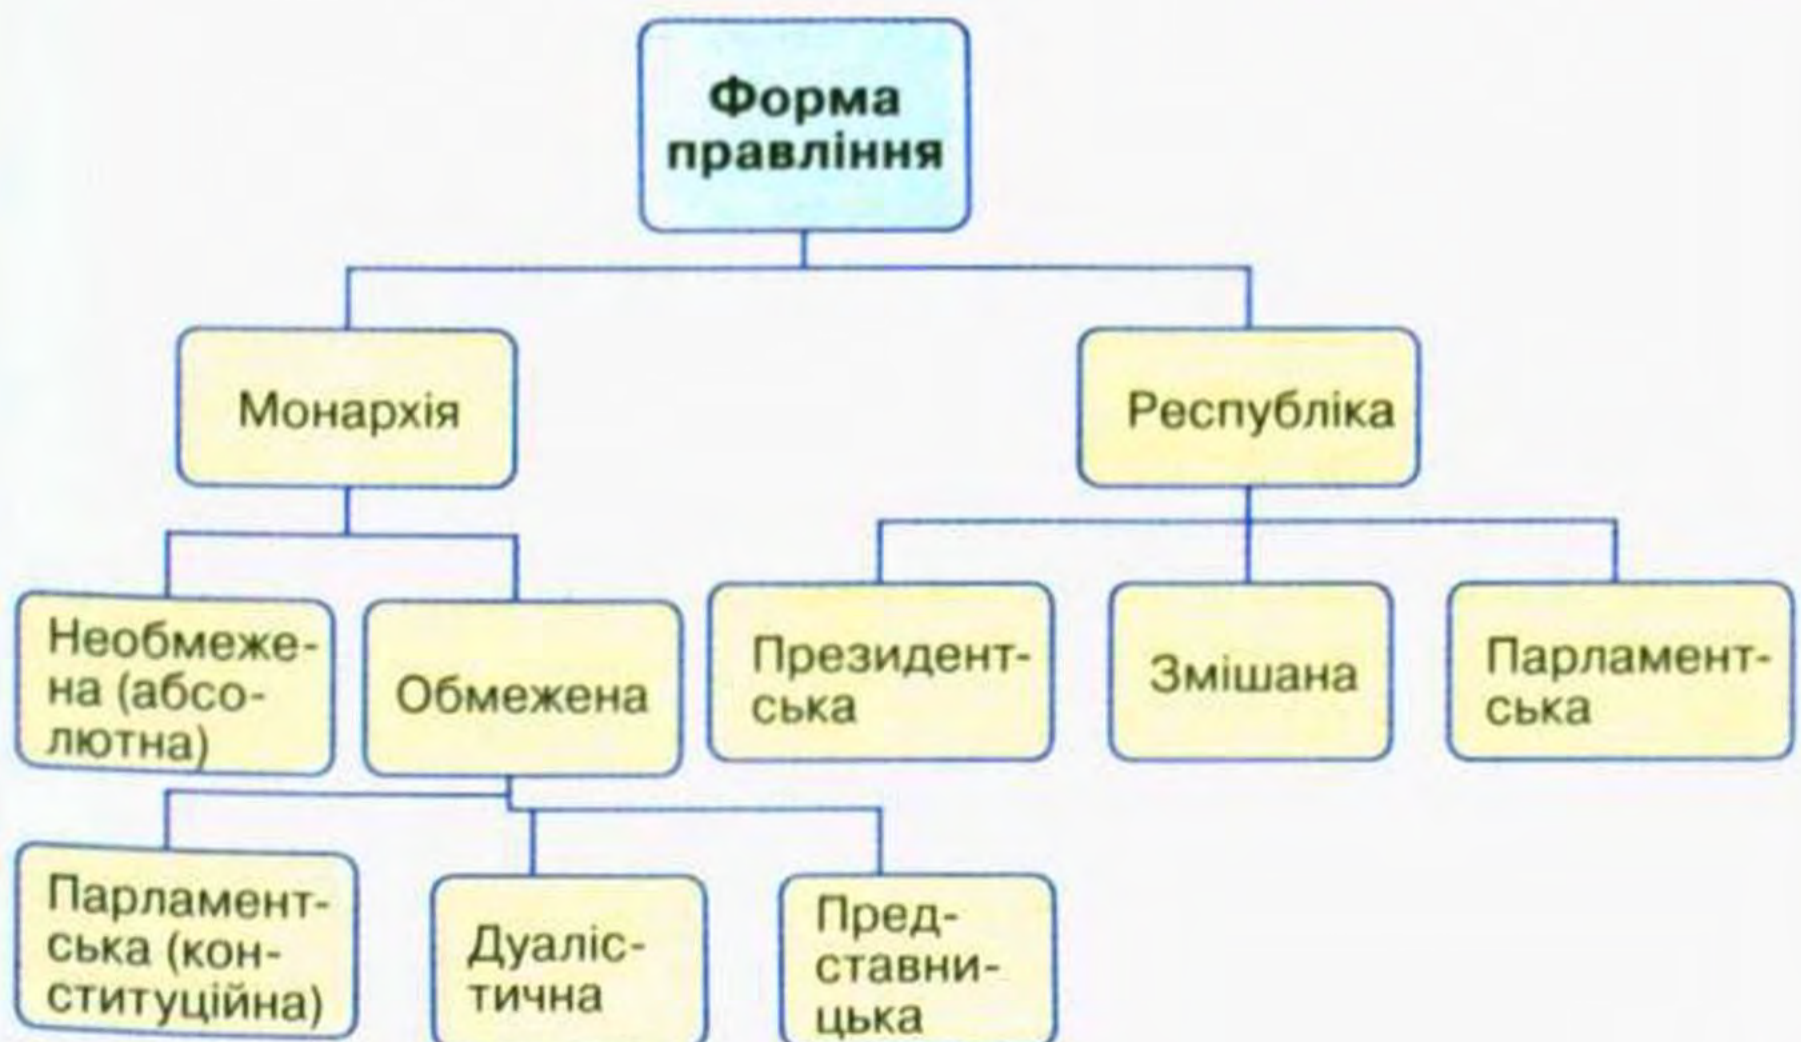 Форма
правління
Монархія
Республіка
Необмеже-
на (абсо-
лютна)
Обмежена
Президент-
ська
Змішана
Парламент-
ська
Парламент-
ська (кон-
ституційна)
Дуаліс-
тична
Пред-
ставни-
цька